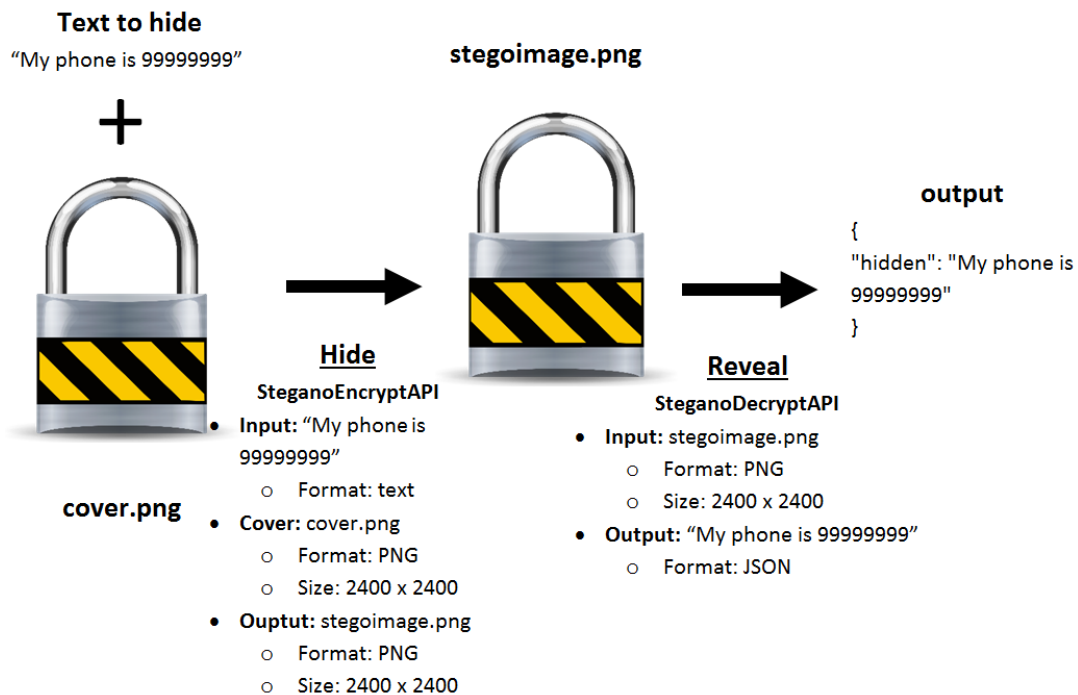 Text to hide
“My phone is 99999999”
+
cover.png
stegoimage.png
Hide
SteganoEncryptAPI
• Input: “My phone is
99999999”
o Format: text
• Cover: cover.png
o Format: PNG
o Size: 2400 x 2400
• Ouptut: stegoimage.png
o Format: PNG
o Size: 2400 x 2400
Reveal
SteganoDecryptAPI
• Input: stegoimage.png
o Format: PNG
o Size: 2400 x 2400
• Output: “My phone is 99999999”
o Format: JSON
output
{
"hidden": "My phone is
99999999"
}